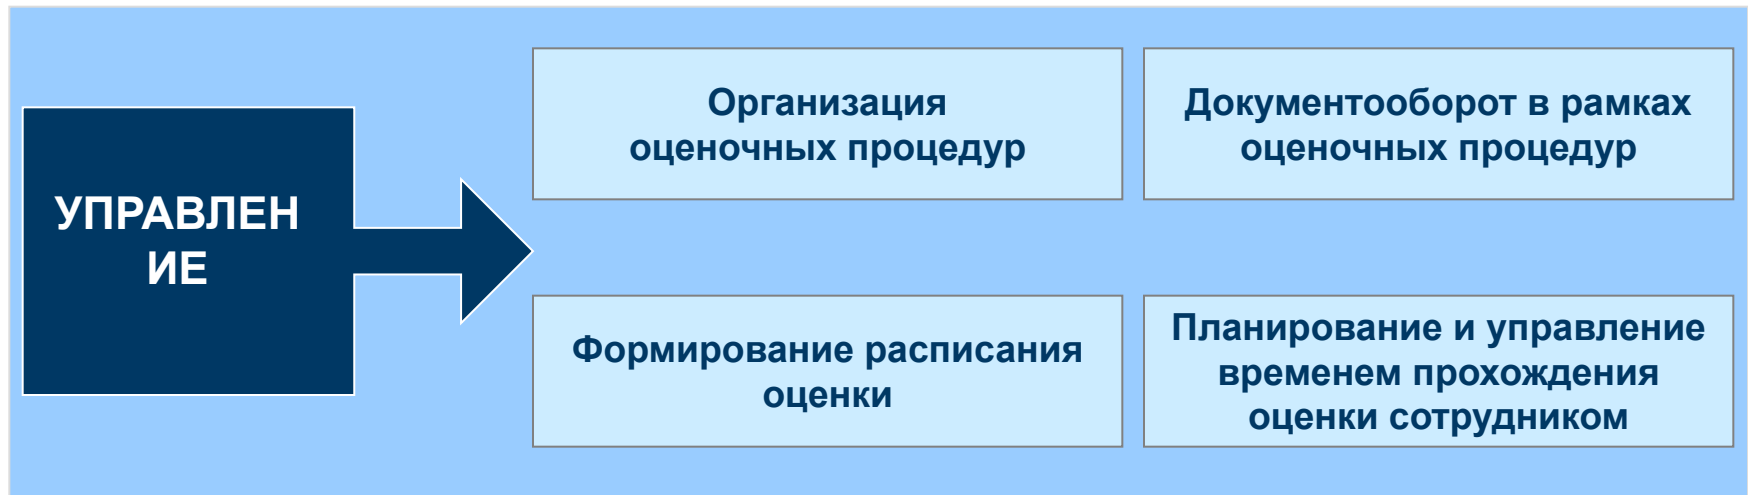 УПРАВЛЕН
ИЕ
Организация
оценочных процедур
Документооборот в рамках
оценочных процедур
Формирование расписания
оценки
Планирование и управление
временем прохождения
оценки сотрудником